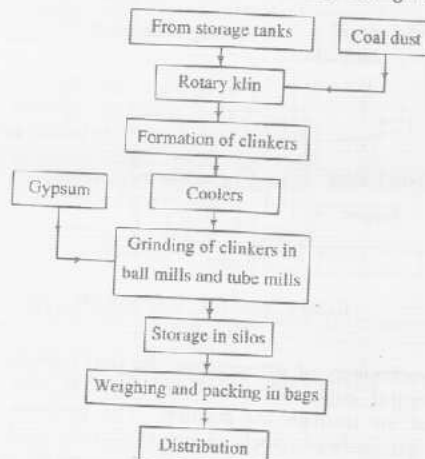 From storage tanks
Coal dust
Rotary klin
Formation of clinkers
Gypsum
Coolers
Grinding of clinkers in
ball mills and tube mills
Storage in silos
Weighing and packing in bags
Distribution